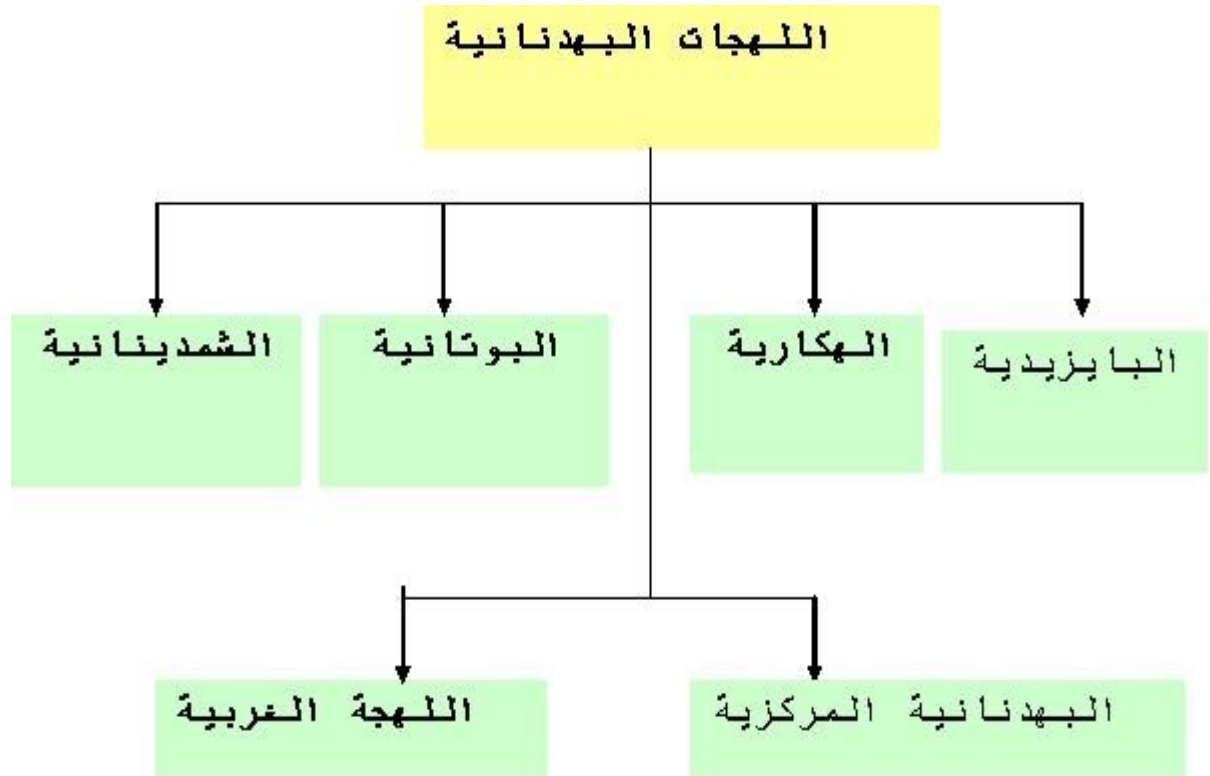 اللهجات البهدنانية
البايزيدية
الهكارية
البوتانية
الشمدينانية
البهدنانية المركزية
اللهجة الغربية